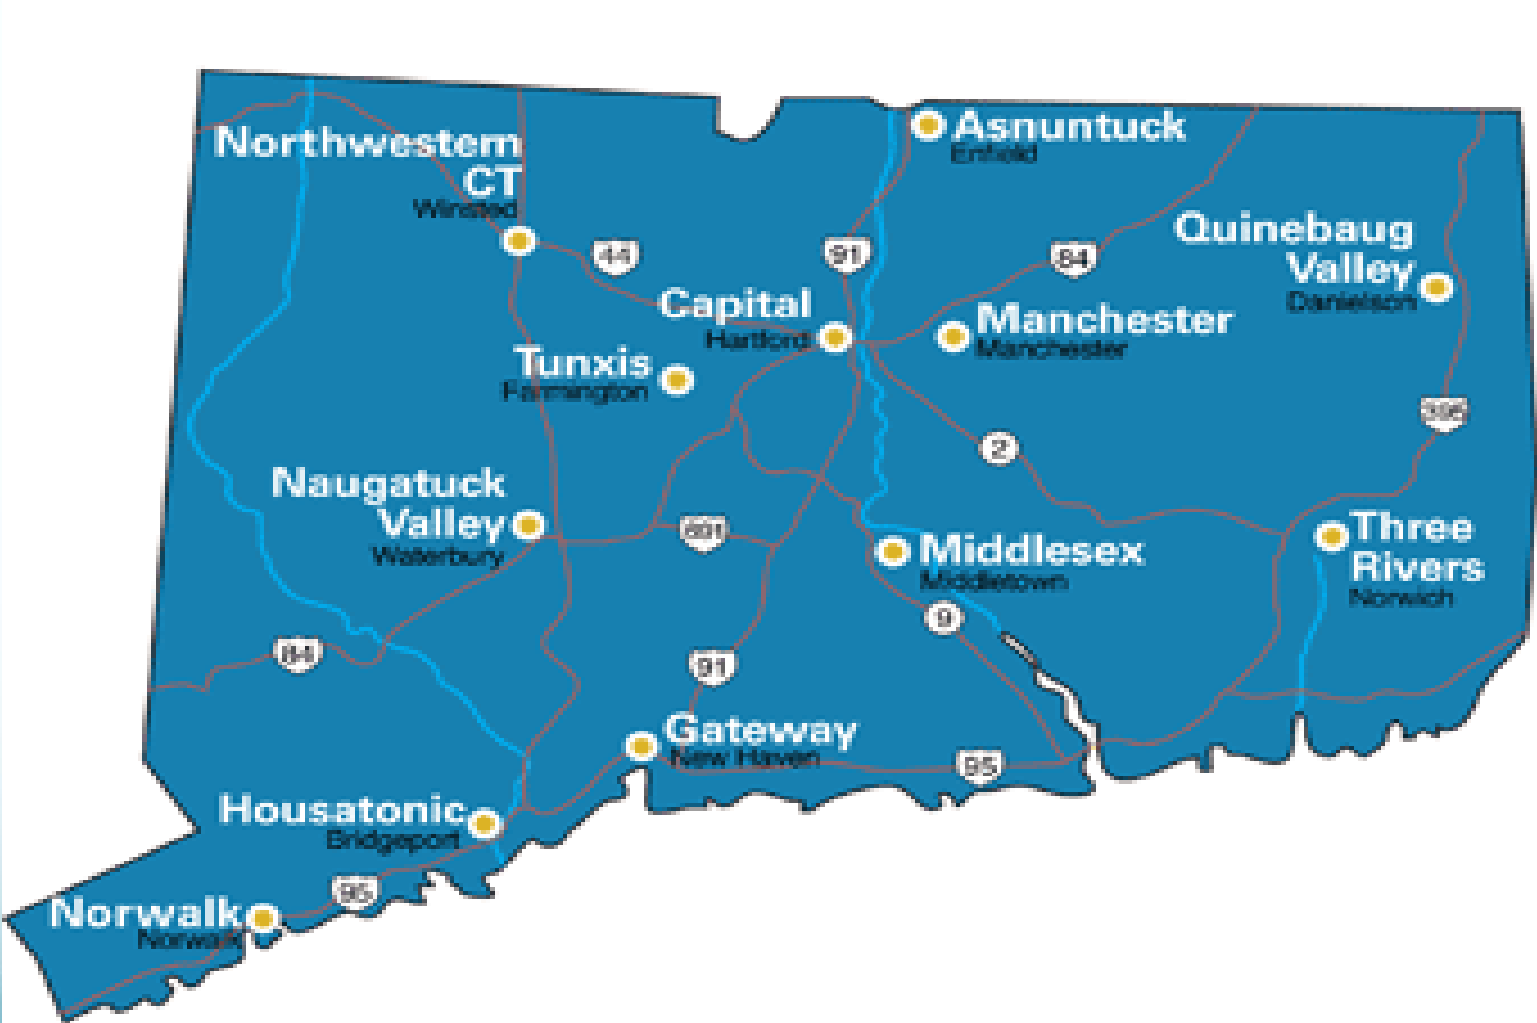 Northwestern
CT
Winsted
Asnuntuck
Enfield
44
91
84
Quinebaug
Valley
Danielson
Capital
Hartford
Manchester
Manchester
Tunxis
Farmington
395
2
Naugatuck
Valley
Waterbury
691
Middlesex
Middletown
Three
Rivers
Norwich
9
84
91
Gateway
New Haven
95
Housatonic
Bridgeport
95
Norwalk
Norwalk